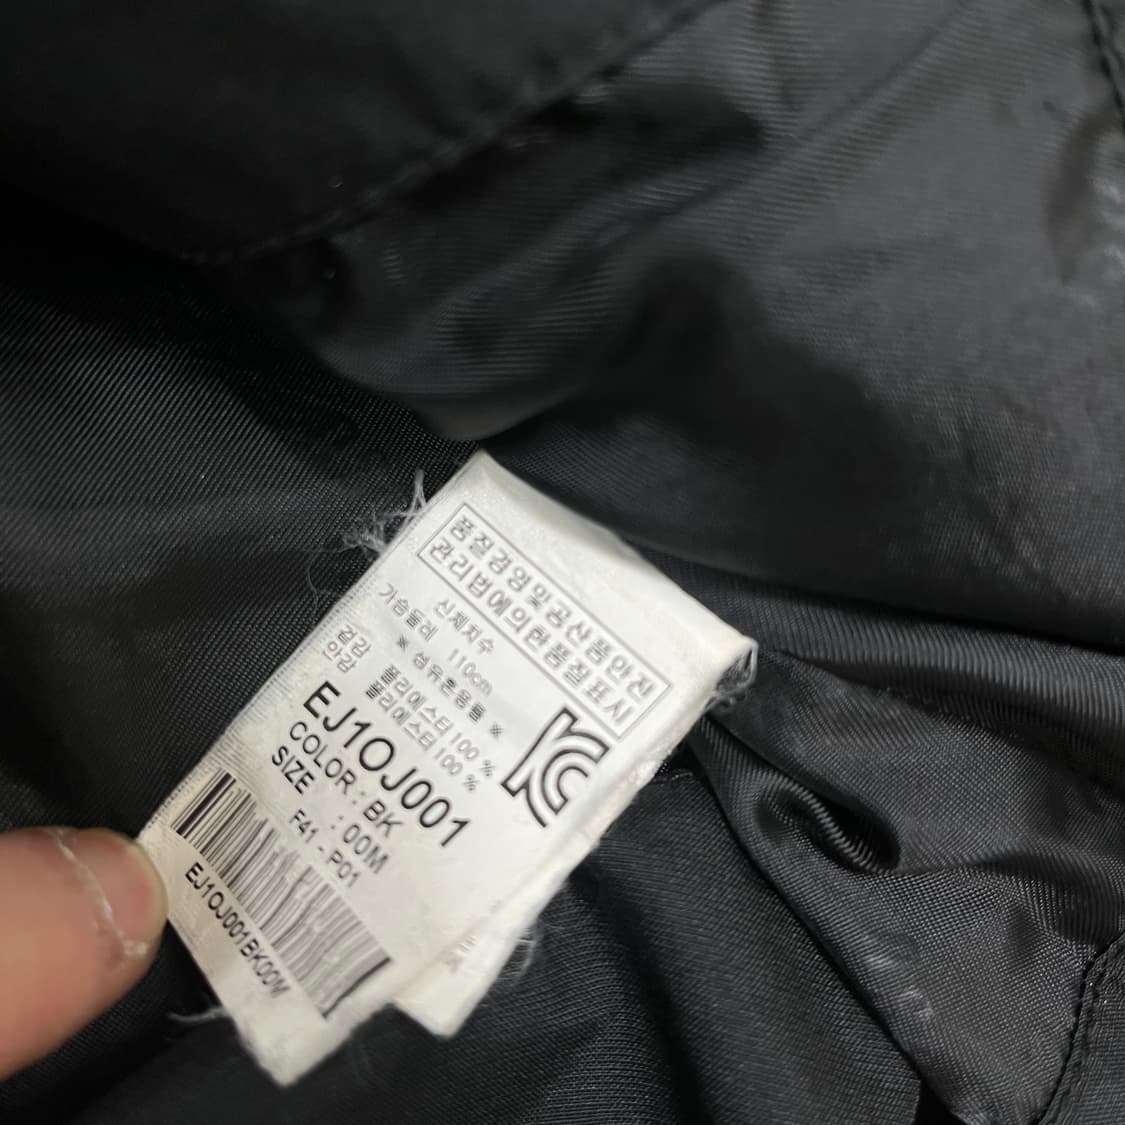 품질경영및공산품안전
관리법에의한품질표시
신체치수
가슴둘레 110cm
※ 섬유혼용률 ※
겉감 폴리에스터 100 %
안감 폴리에스터 100 %
EJ1OJ001
COLOR : BK
SIZE : 00M
F41 - P01
EJ1OJ001BK00M